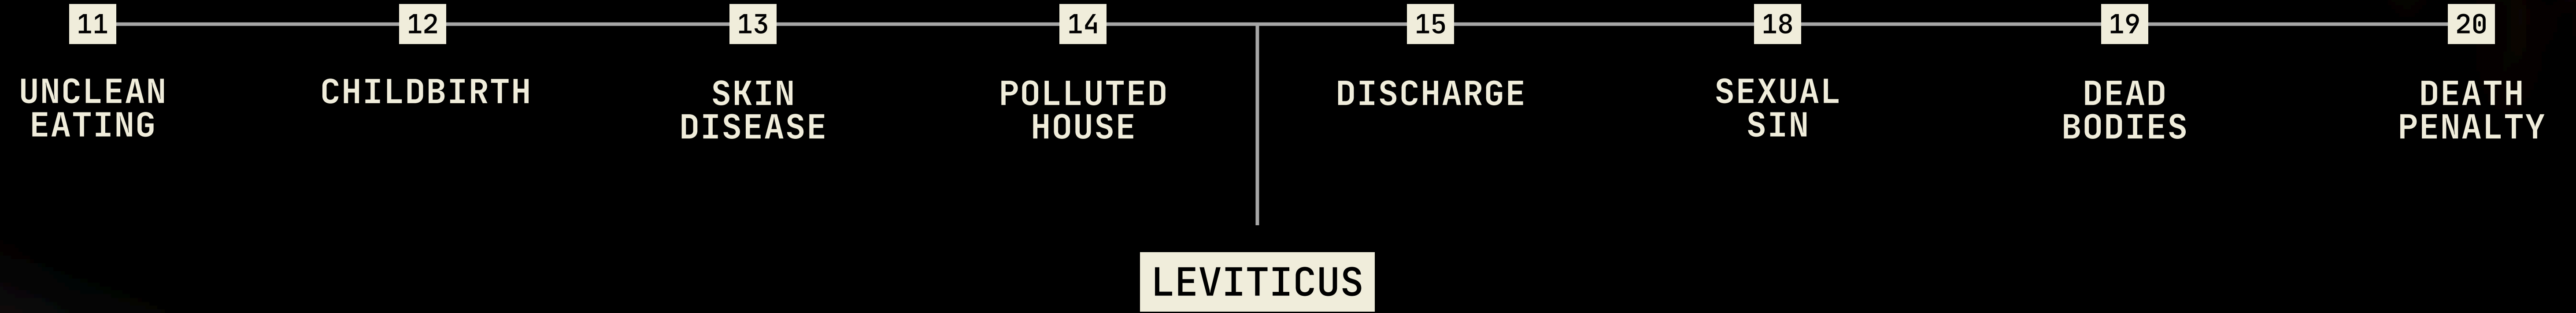 11 12 13 14 15 18 19 20
UNCLEAN
EATING
CHILDBIRTH
SKIN
DISEASE
POLLUTED
HOUSE
DISCHARGE
SEXUAL
SIN
DEAD
BODIES
DEATH
PENALTY
LEVITICUS